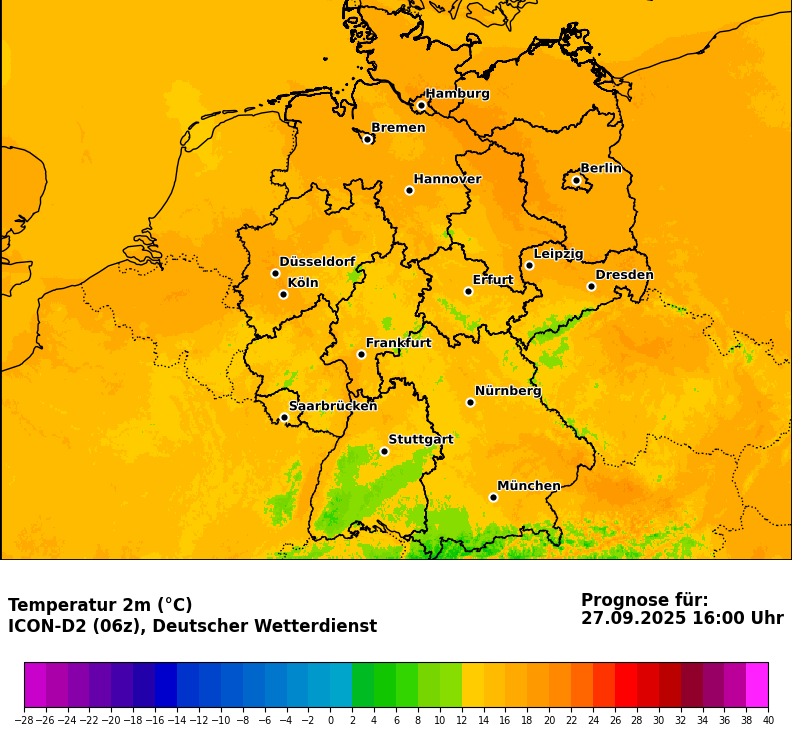 Hamburg
Bremen
Berlin
Hannover
Leipzig
Düsseldorf
Dresden
Köln
Erfurt
Frankfurt
Nürnberg
Saarbrücken
Stuttgart
München
Temperatur 2m (°C)
ICON-D2 (06z), Deutscher Wetterdienst
Prognose für:
27.09.2025 16:00 Uhr
−28 −26 −24 −22 −20 −18 −16 −14 −12 −10 −8 −6 −4 −2 0 2 4 6 8 10 12 14 16 18 20 22 24 26 28 30 32 34 36 38 40